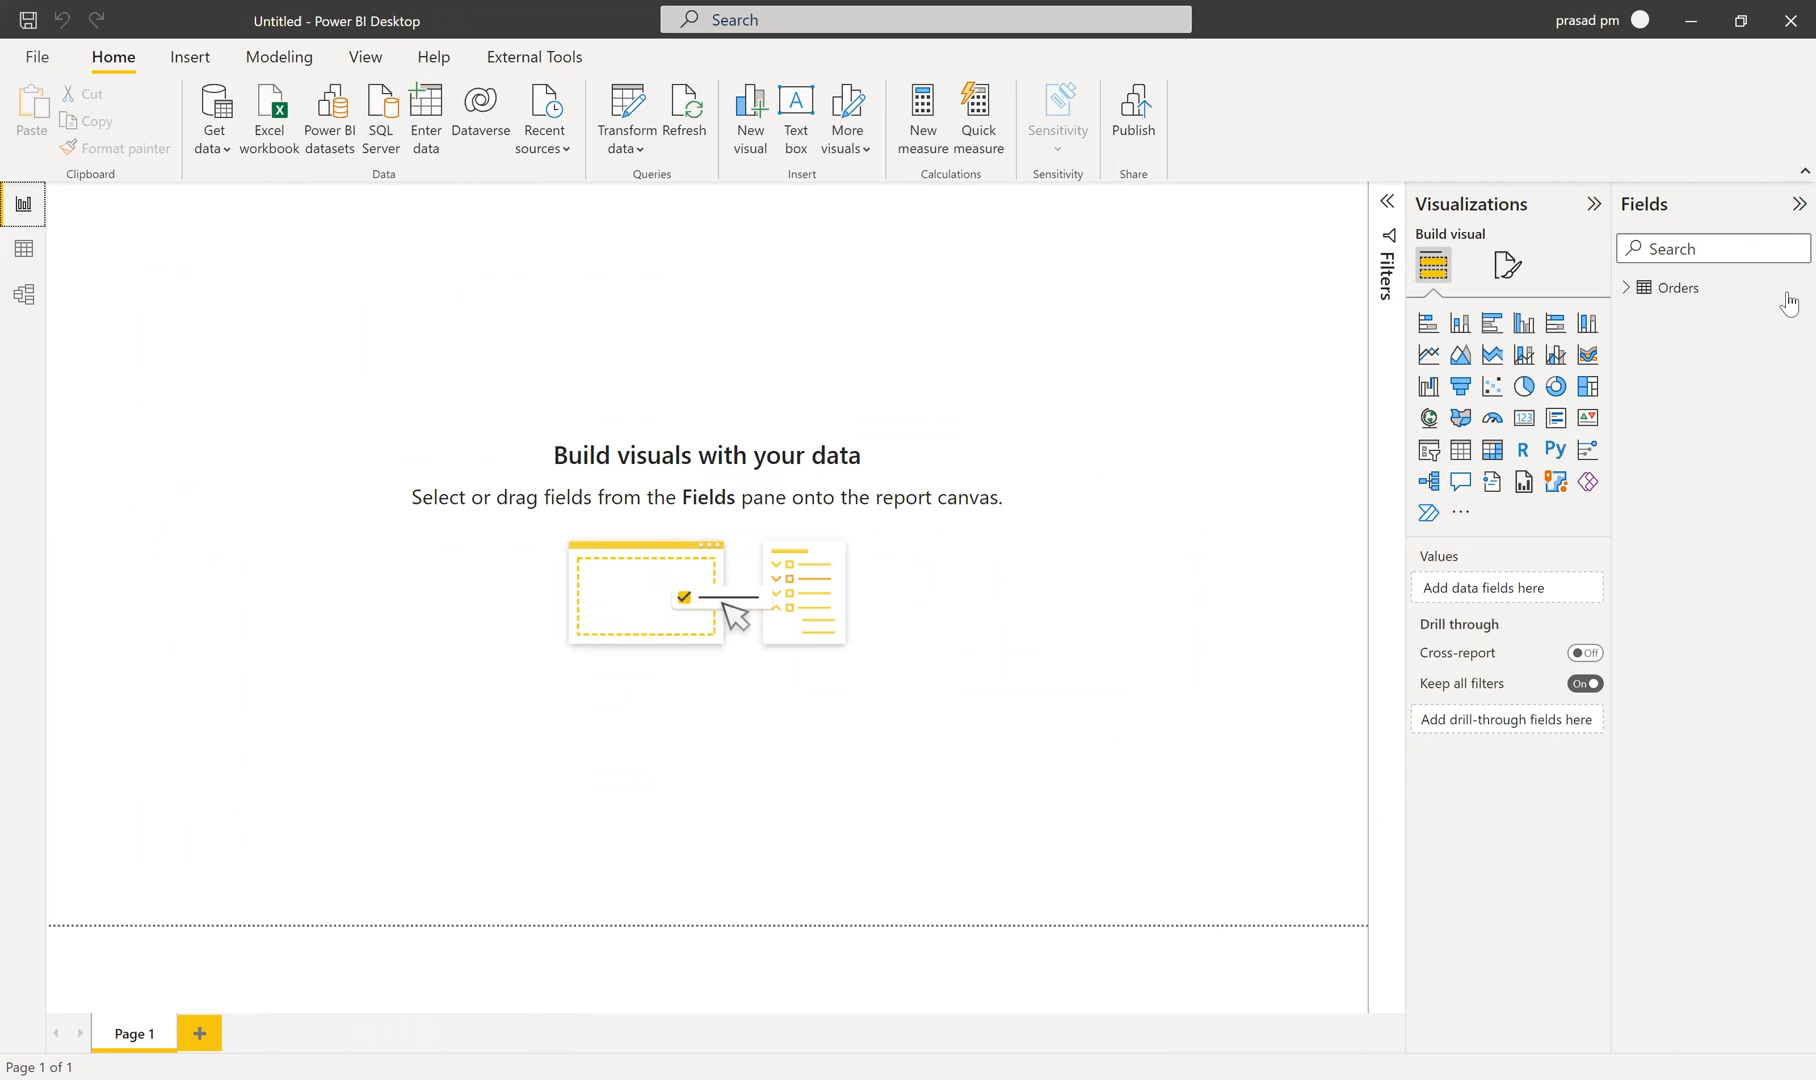 Untitled - Power BI Desktop
Search
prasad pm
File
Home
Insert
Modeling
View
Help
External Tools
Paste
Cut
Copy
Format painter
Clipboard
Get
data
Excel
workbook
Power BI
datasets
SQL
Server
Enter
data
Dataverse
Recent
sources
Data
Transform
data
Refresh
Queries
New
visual
Text
box
More
visuals
Insert
New
measure
Quick
measure
Calculations
Sensitivity
Sensitivity
Publish
Share
Filters
Visualizations
Build visual
R
Py
123
Values
Add data fields here
Drill through
Cross-report
Off
Keep all filters
On
Add drill-through fields here
Fields
Search
Orders
Build visuals with your data
Select or drag fields from the Fields pane onto the report canvas.
Page 1
Page 1 of 1